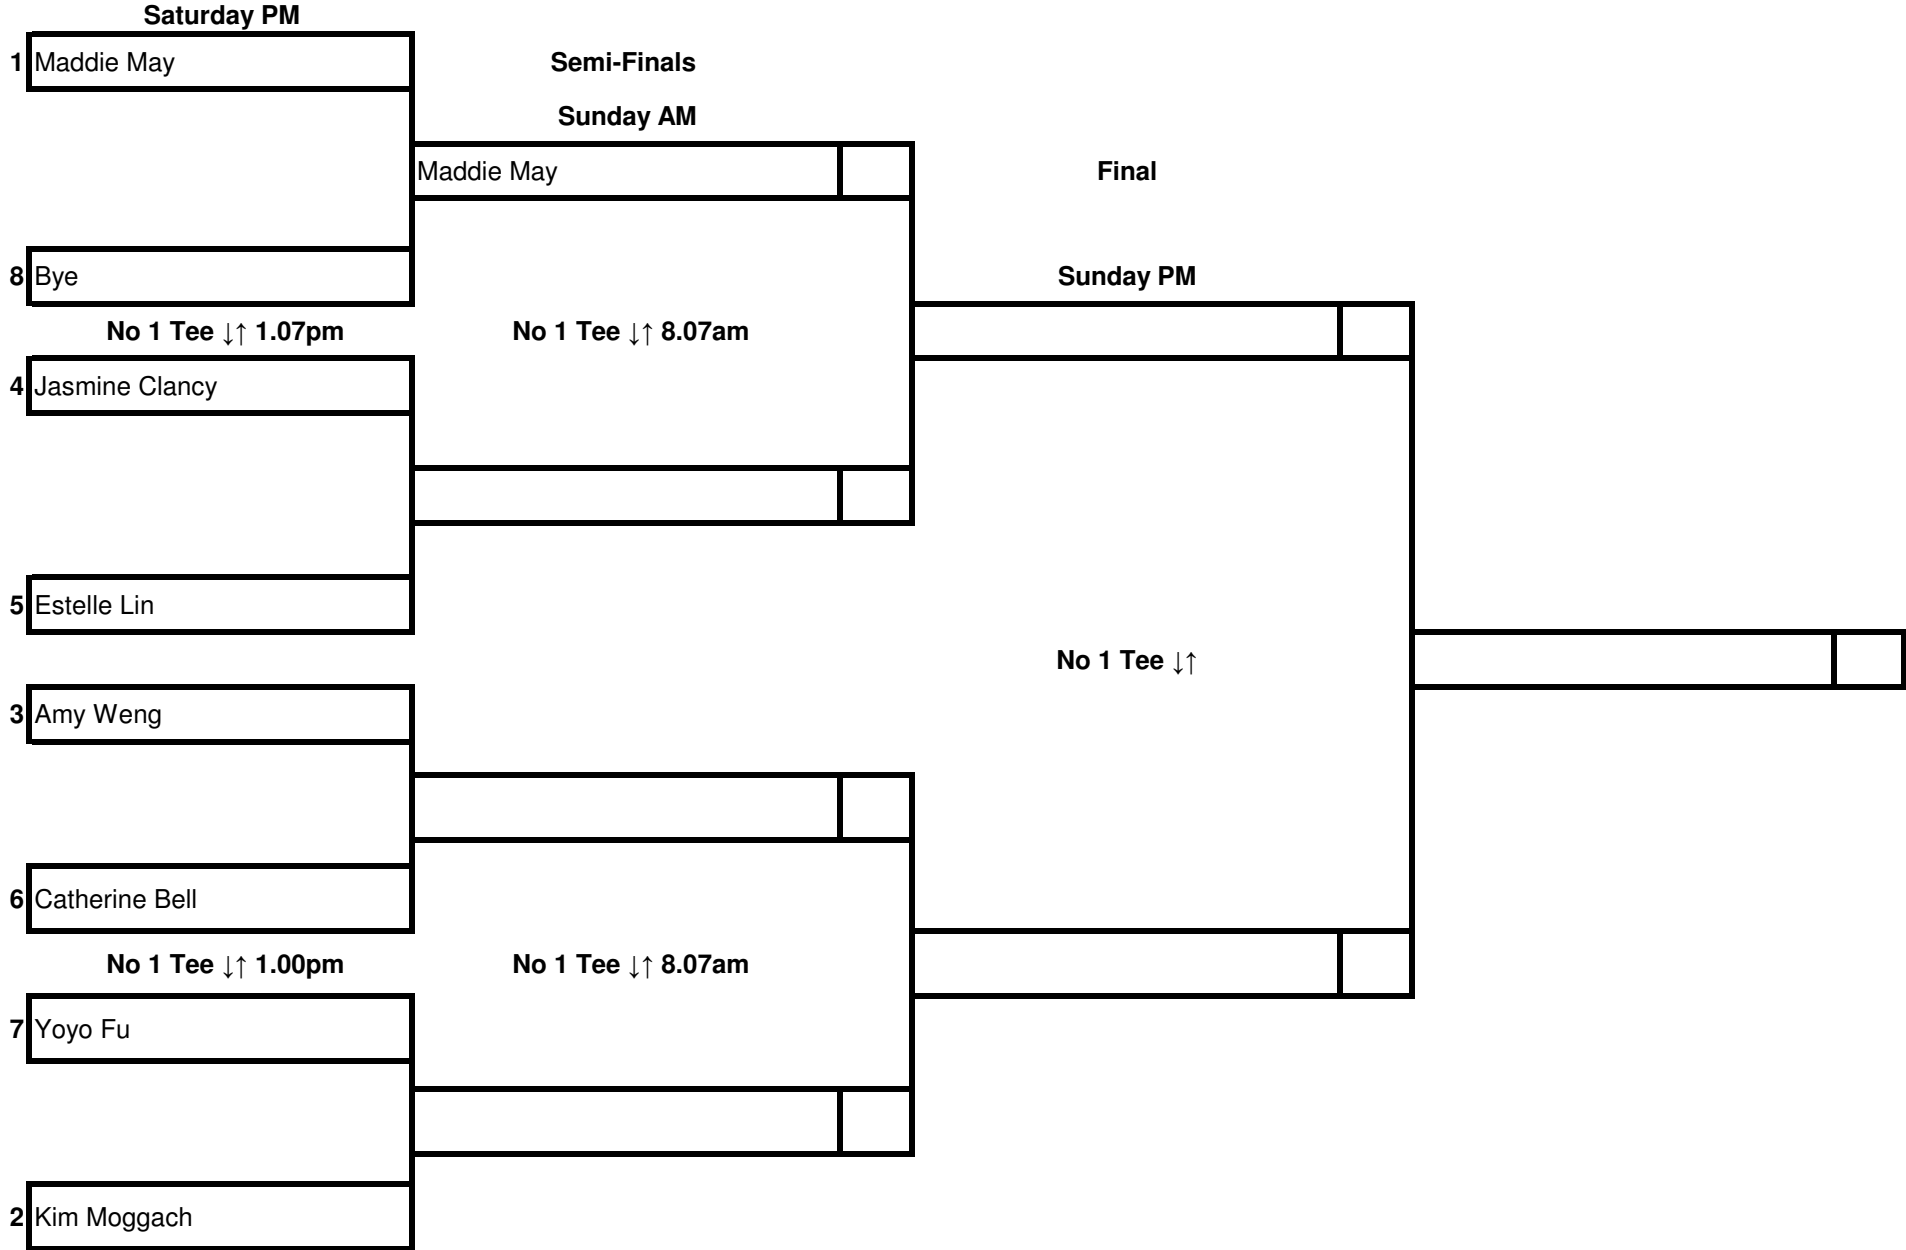 Saturday PM
1 Maddie May
Semi-Finals
Sunday AM
Maddie May
Final
8 Bye
Sunday PM
No 1 Tee ↓↑ 1.07pm
No 1 Tee ↓↑ 8.07am
4 Jasmine Clancy
5 Estelle Lin
No 1 Tee ↓↑
3 Amy Weng
6 Catherine Bell
No 1 Tee ↓↑ 1.00pm
No 1 Tee ↓↑ 8.07am
7 Yoyo Fu
2 Kim Moggach